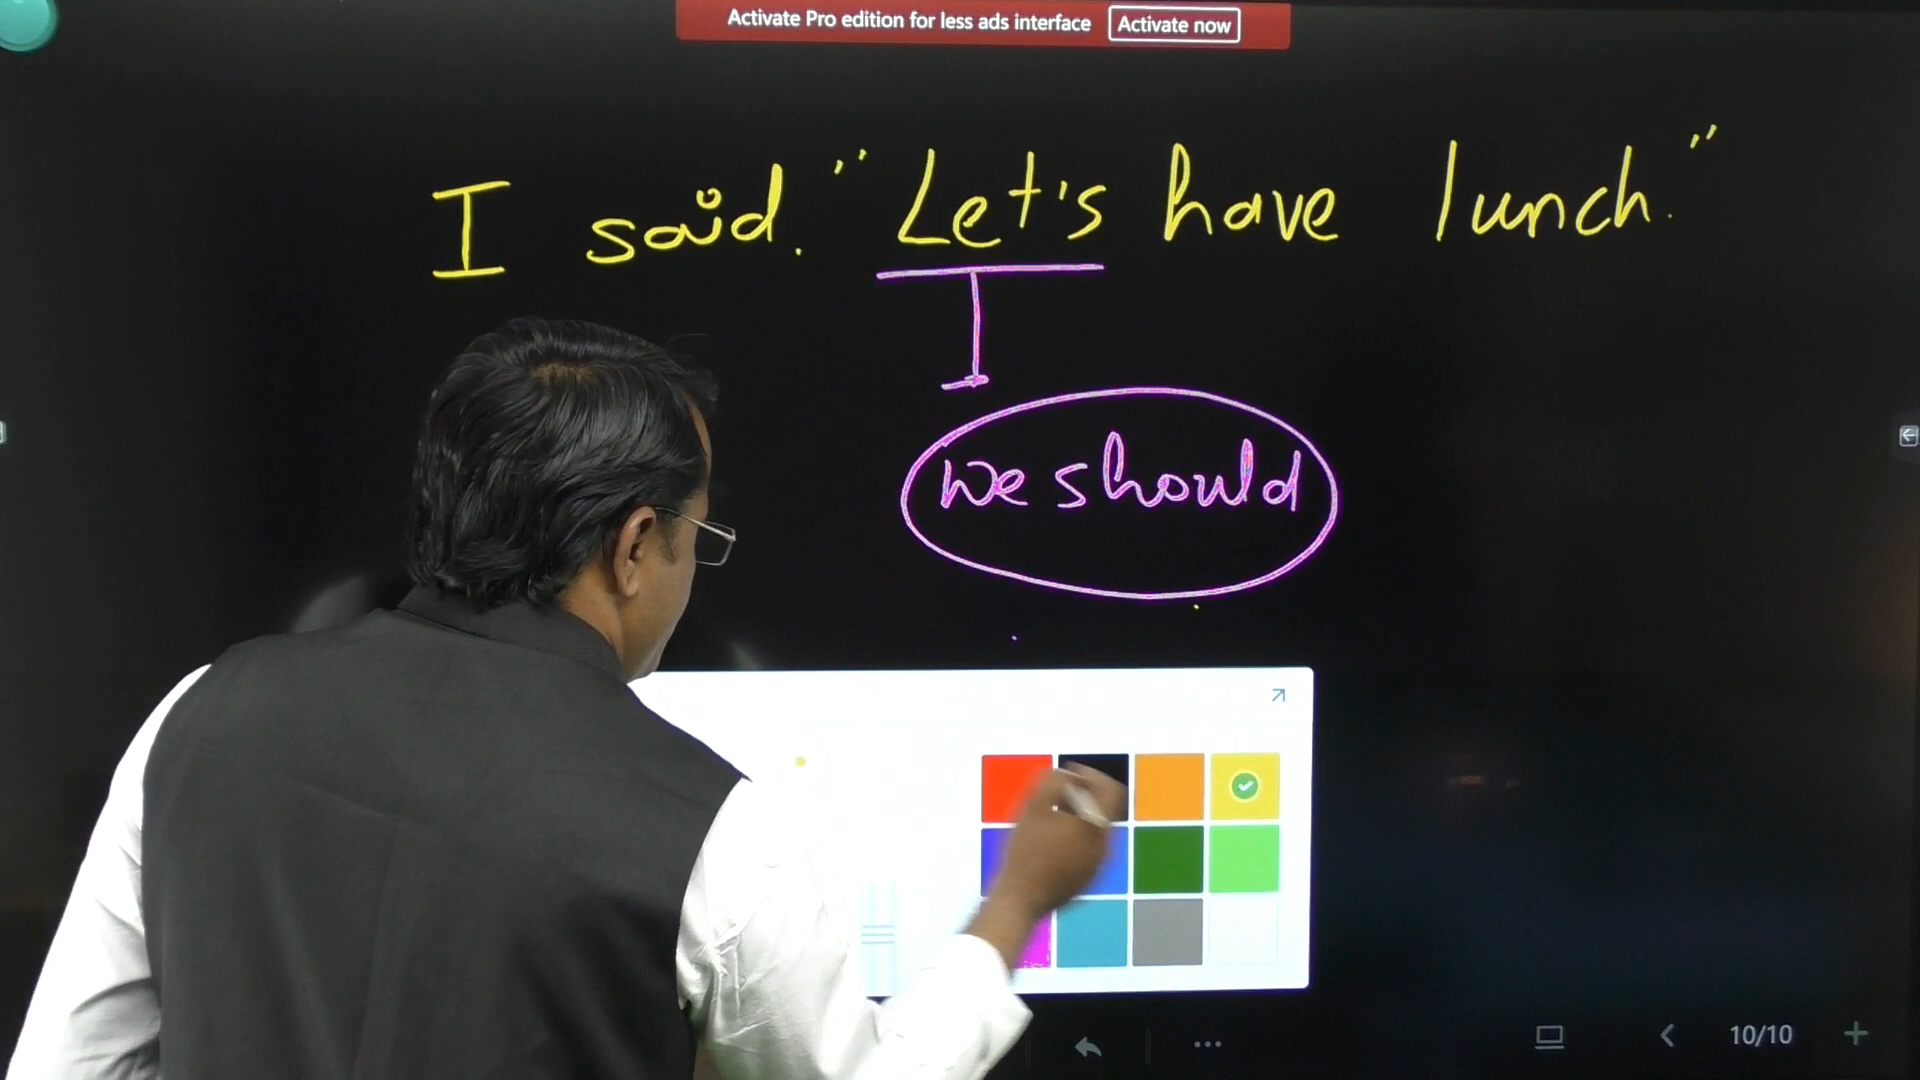 Activate Pro edition for less ads interface Activate now
I said. "Let's have lunch."
I
we should
10/10